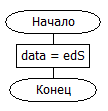 Начало
data = edS
Конец